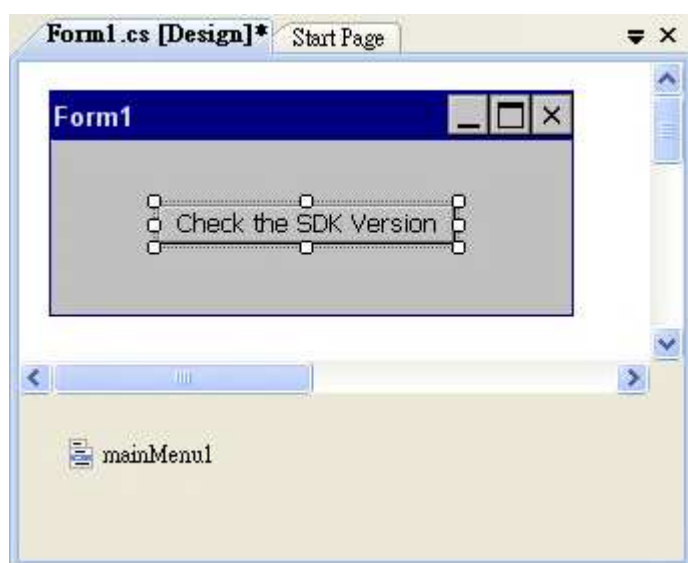 Form1.cs [Design]* Start Page
Form1
Check the SDK Version
mainMenu1